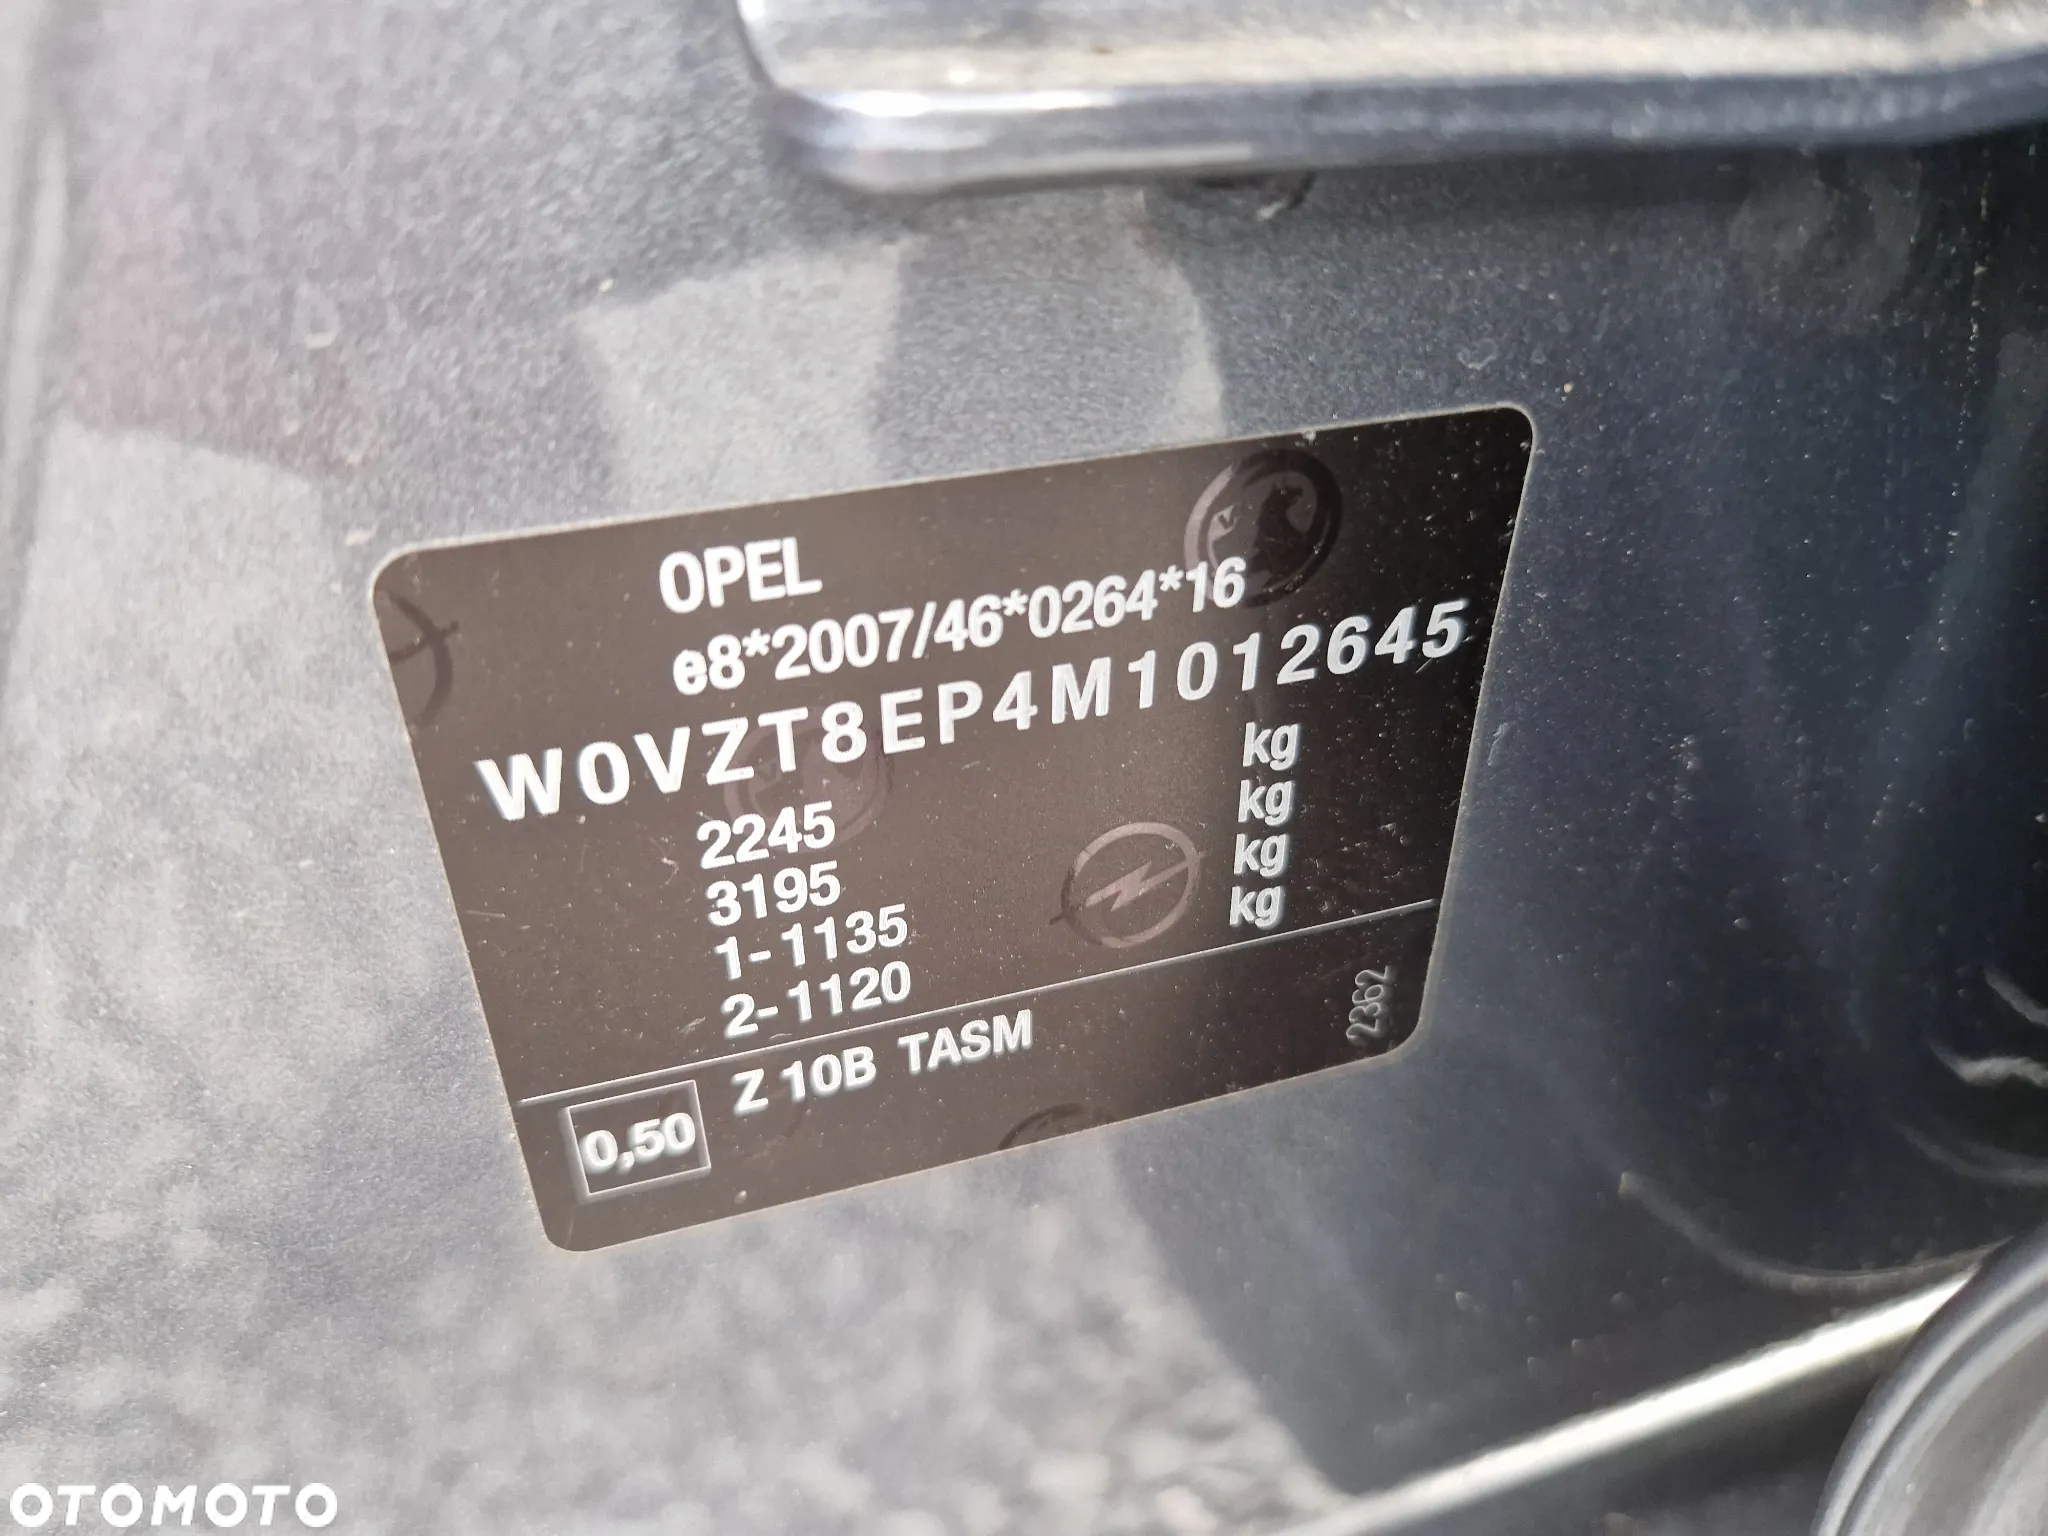 OPEL
e8*2007/46*0264*16
W0VZT8EP4M1012645
2245 kg
3195 kg
1-1135 kg
2-1120 kg
0,50 Z 10B TASM
2362
OTOMOTO